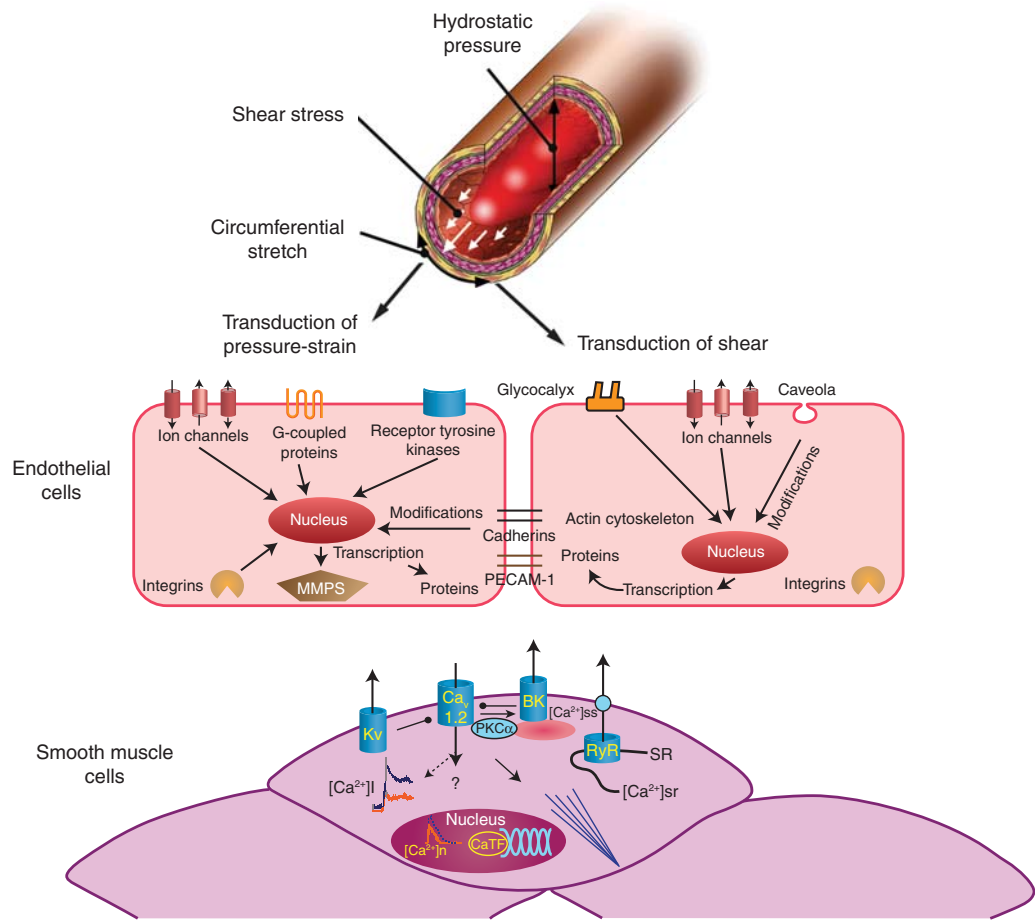 Hydrostatic
pressure
Shear stress
Circumferential
stretch
Transduction of
pressure-strain
Transduction of shear
Endothelial
cells
Ion channels
G-coupled
proteins
Receptor tyrosine
kinases
Nucleus
Modifications
Transcription
Integrins
MMPS
Proteins
Cadherins
PECAM-1
Glycocalyx
Ion channels
Caveola
Modifications
Actin cytoskeleton
Nucleus
Proteins
Transcription
Integrins
Smooth muscle
cells
Kv
Cav
1.2
BK
PKCα
[Ca2+]ss
RyR
SR
[Ca2+]sr
[Ca2+]l
?
Nucleus
[Ca2+]n
CaTF